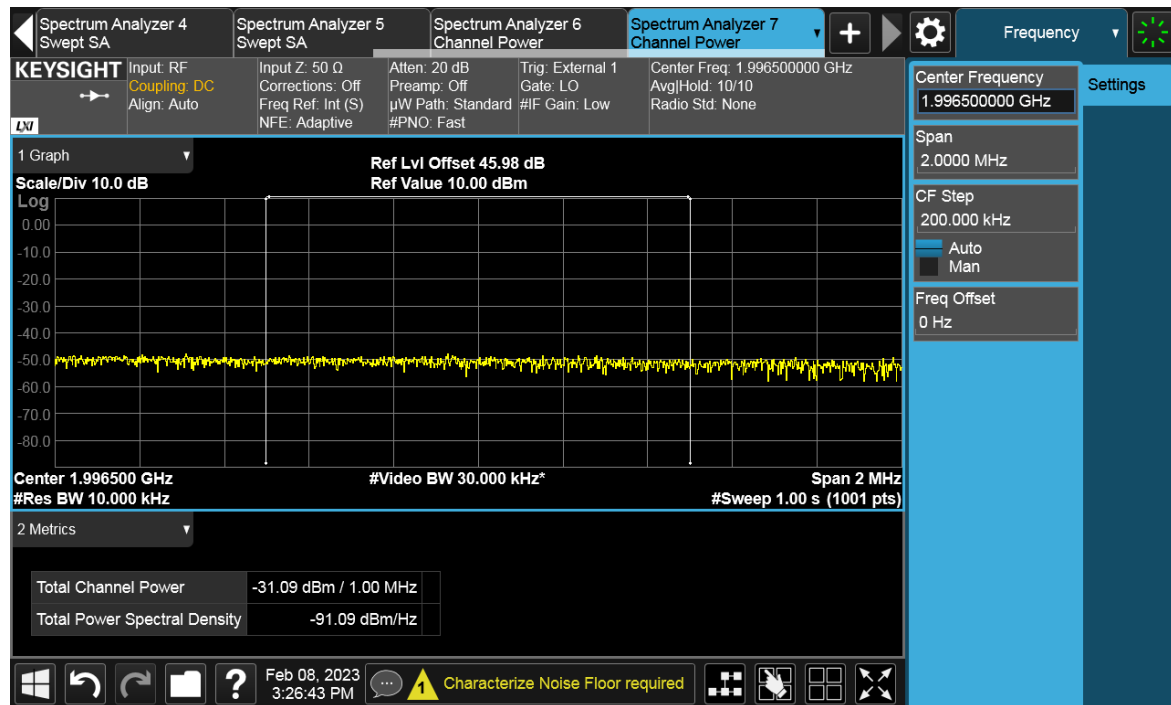 Spectrum Analyzer 4
Swept SA
Spectrum Analyzer 5
Swept SA
Spectrum Analyzer 6
Channel Power
Spectrum Analyzer 7
Channel Power
Frequency
KEYSIGHT
LXI
Input: RF
Coupling: DC
Align: Auto
Input Z: 50 Ω
Corrections: Off
Freq Ref: Int (S)
NFE: Adaptive
Atten: 20 dB
Preamp: Off
µW Path: Standard
#PNO: Fast
Trig: External 1
Gate: LO
#IF Gain: Low
Center Freq: 1.996500000 GHz
Avg|Hold: 10/10
Radio Std: None
Center Frequency
1.996500000 GHz
Settings
Span
2.0000 MHz
CF Step
200.000 kHz
Auto
Man
Freq Offset
0 Hz
1 Graph
Scale/Div 10.0 dB
Ref Lvl Offset 45.98 dB
Ref Value 10.00 dBm
Log
0.00
-10.0
-20.0
-30.0
-40.0
-50.0
-60.0
-70.0
-80.0
Center 1.996500 GHz
#Res BW 10.000 kHz
#Video BW 30.000 kHz*
Span 2 MHz
#Sweep 1.00 s (1001 pts)
2 Metrics
Total Channel Power -31.09 dBm / 1.00 MHz
Total Power Spectral Density -91.09 dBm/Hz
?
Feb 08, 2023
3:26:43 PM
1
Characterize Noise Floor required